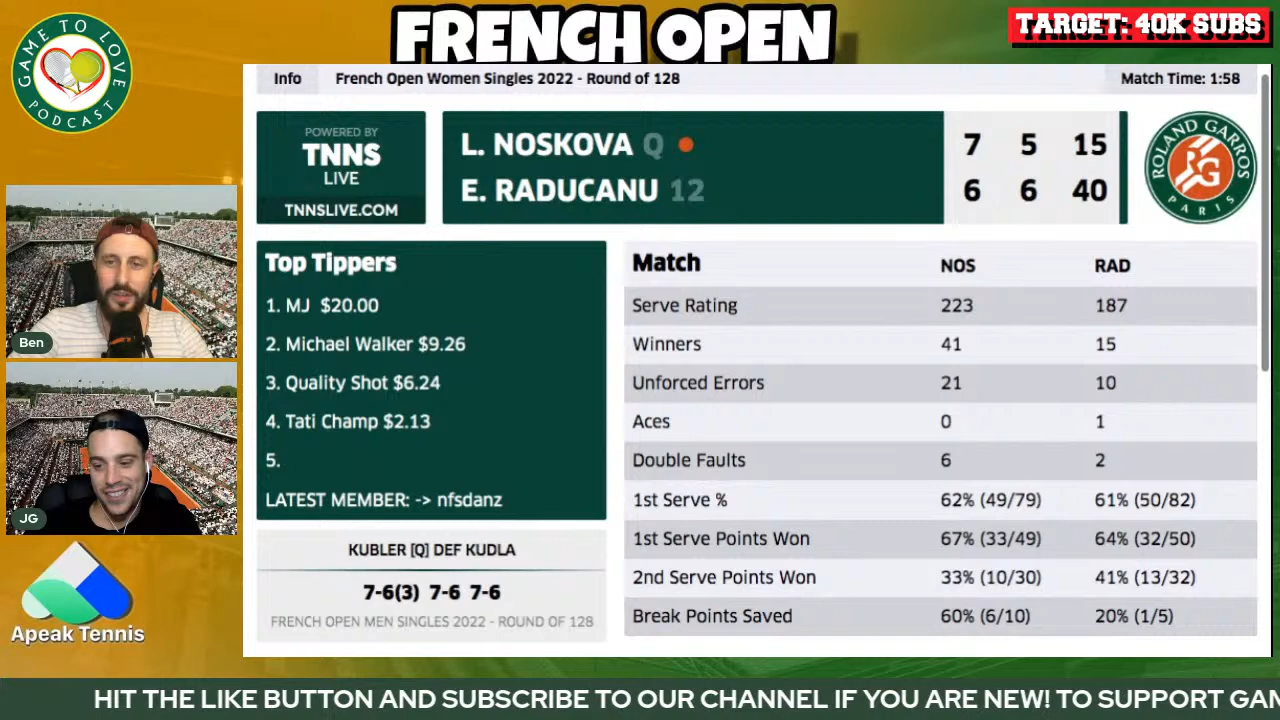 GAME TO LOVE
PODCAST
FRENCH OPEN
TARGET: 40K SUBS
Info French Open Women Singles 2022 - Round of 128 Match Time: 1:58
POWERED BY
TNNS
LIVE
TNNSLIVE.COM
L. NOSKOVA Q 7 5 15
E. RADUCANU 12 6 6 40
ROLAND GARROS
RG
PARIS
Ben
JG
Apeak Tennis
Top Tippers
1. MJ $20.00
2. Michael Walker $9.26
3. Quality Shot $6.24
4. Tati Champ $2.13
5.
LATEST MEMBER: -> nfsdanz
KUBLER [Q] DEF KUDLA
7-6(3) 7-6 7-6
FRENCH OPEN MEN SINGLES 2022 - ROUND OF 128
Match NOS RAD
Serve Rating 223 187
Winners 41 15
Unforced Errors 21 10
Aces 0 1
Double Faults 6 2
1st Serve % 62% (49/79) 61% (50/82)
1st Serve Points Won 67% (33/49) 64% (32/50)
2nd Serve Points Won 33% (10/30) 41% (13/32)
Break Points Saved 60% (6/10) 20% (1/5)
HIT THE LIKE BUTTON AND SUBSCRIBE TO OUR CHANNEL IF YOU ARE NEW! TO SUPPORT GAM